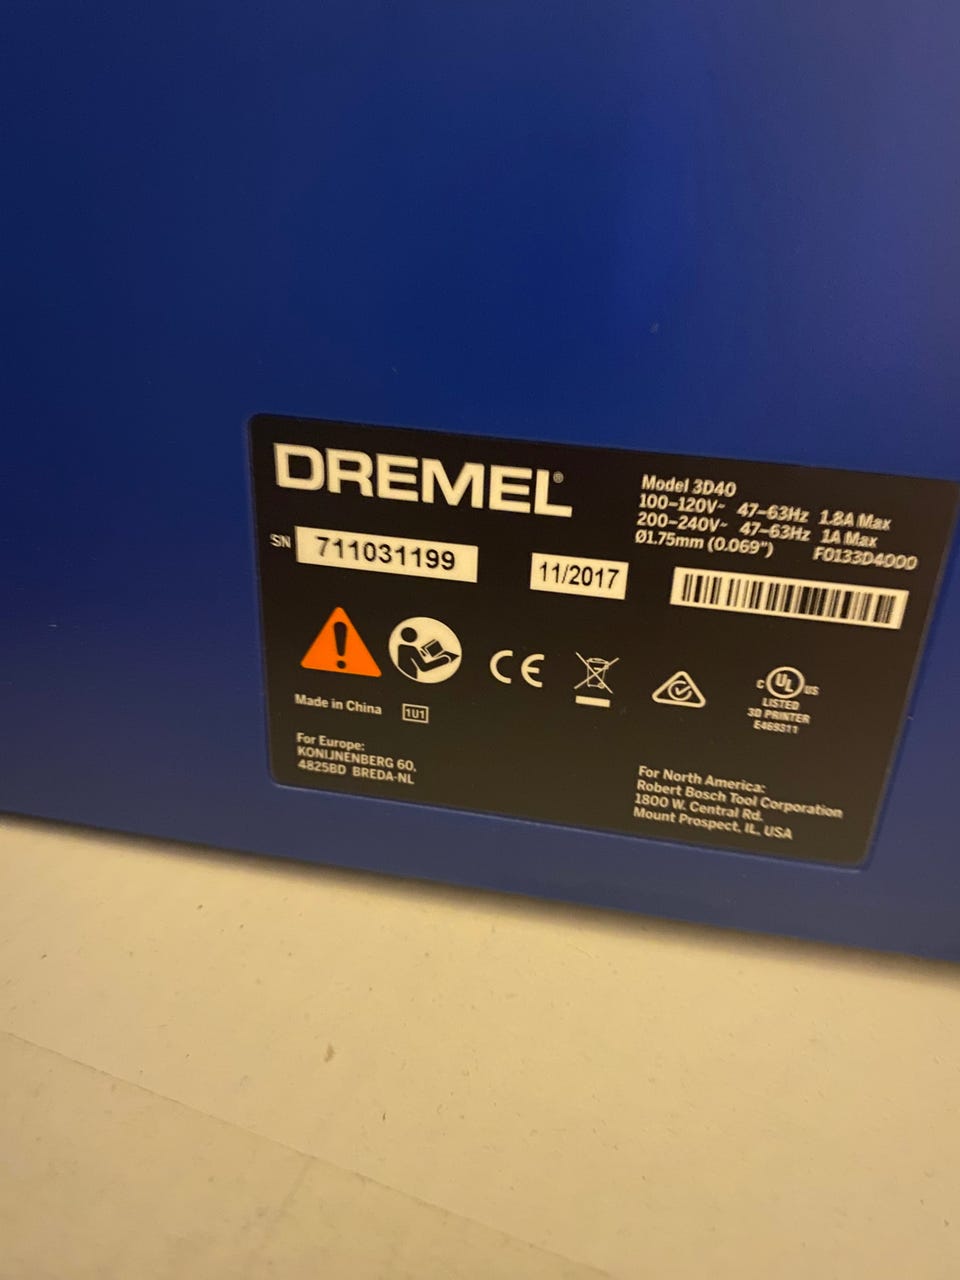 DREMEL®
Model 3D40
100-120V~ 47-63Hz 1.8A Max
200-240V~ 47-63Hz 1A Max
Ø1.75mm (0.069") F0133D4000
SN 711031199
11/2017
CE
C UL US
LISTED
3D PRINTER
E469311
Made in China 1U1
For Europe:
KONIJNENBERG 60,
4825BD BREDA-NL
For North America:
Robert Bosch Tool Corporation
1800 W. Central Rd.
Mount Prospect, IL, USA